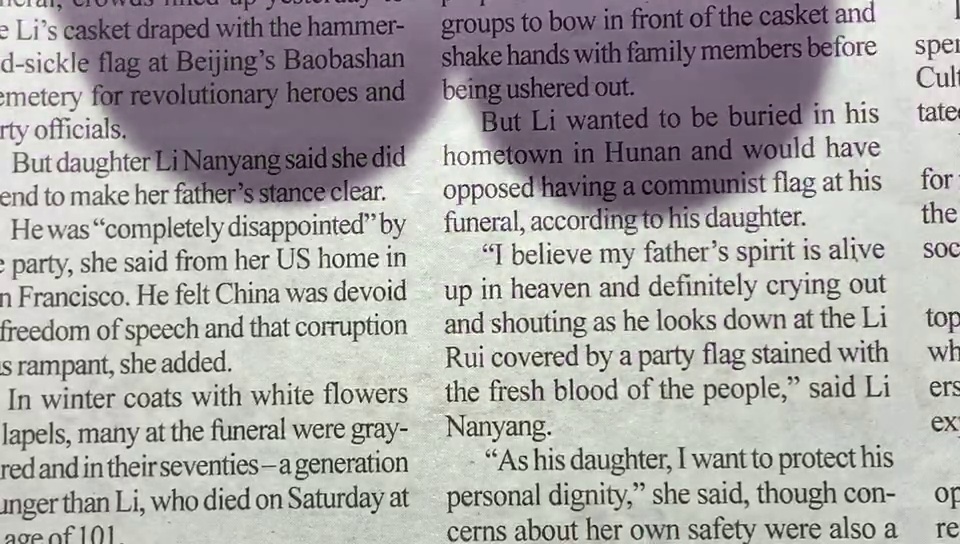 e Li's casket draped with the hammer-
d-sickle flag at Beijing's Baobashan
emetery for revolutionary heroes and
rty officials.
But daughter Li Nanyang said she did
end to make her father's stance clear.
He was "completely disappointed" by
e party, she said from her US home in
n Francisco. He felt China was devoid
freedom of speech and that corruption
s rampant, she added.
In winter coats with white flowers
lapels, many at the funeral were gray-
red and in their seventies – a generation
unger than Li, who died on Saturday at
age of 101.
groups to bow in front of the casket and
shake hands with family members before
being ushered out.
But Li wanted to be buried in his
hometown in Hunan and would have
opposed having a communist flag at his
funeral, according to his daughter.
"I believe my father's spirit is alive
up in heaven and definitely crying out
and shouting as he looks down at the Li
Rui covered by a party flag stained with
the fresh blood of the people," said Li
Nanyang.
"As his daughter, I want to protect his
personal dignity," she said, though con-
cerns about her own safety were also a
sper
Cult
tate
for
the
soc
top
wh
ers
ex
op
re